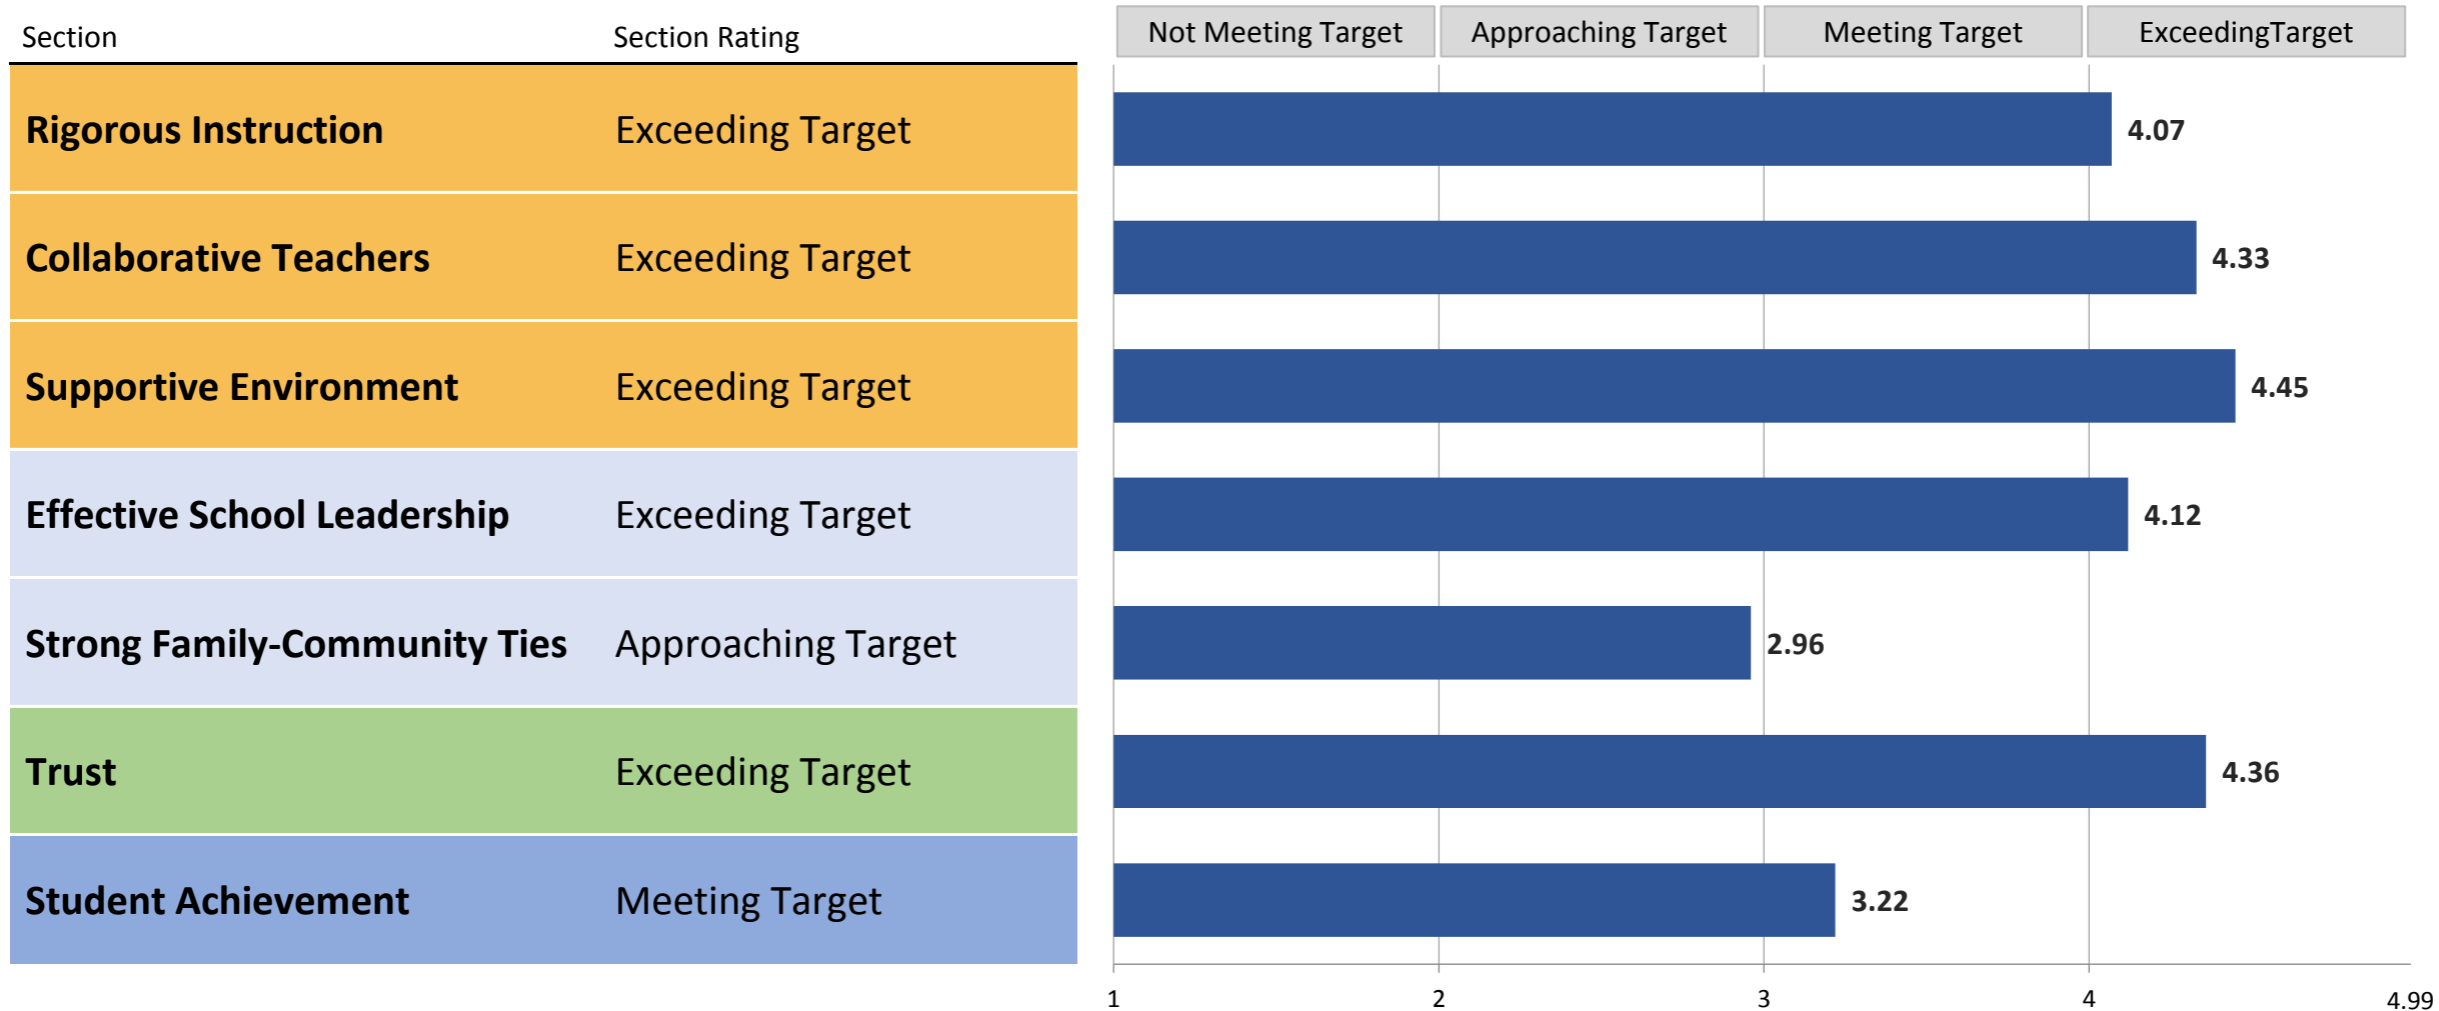 Section Section Rating Not Meeting Target Approaching Target Meeting Target ExceedingTarget
Rigorous Instruction Exceeding Target 4.07
Collaborative Teachers Exceeding Target 4.33
Supportive Environment Exceeding Target 4.45
Effective School Leadership Exceeding Target 4.12
Strong Family-Community Ties Approaching Target 2.96
Trust Exceeding Target 4.36
Student Achievement Meeting Target 3.22
1 2 3 4 4.99